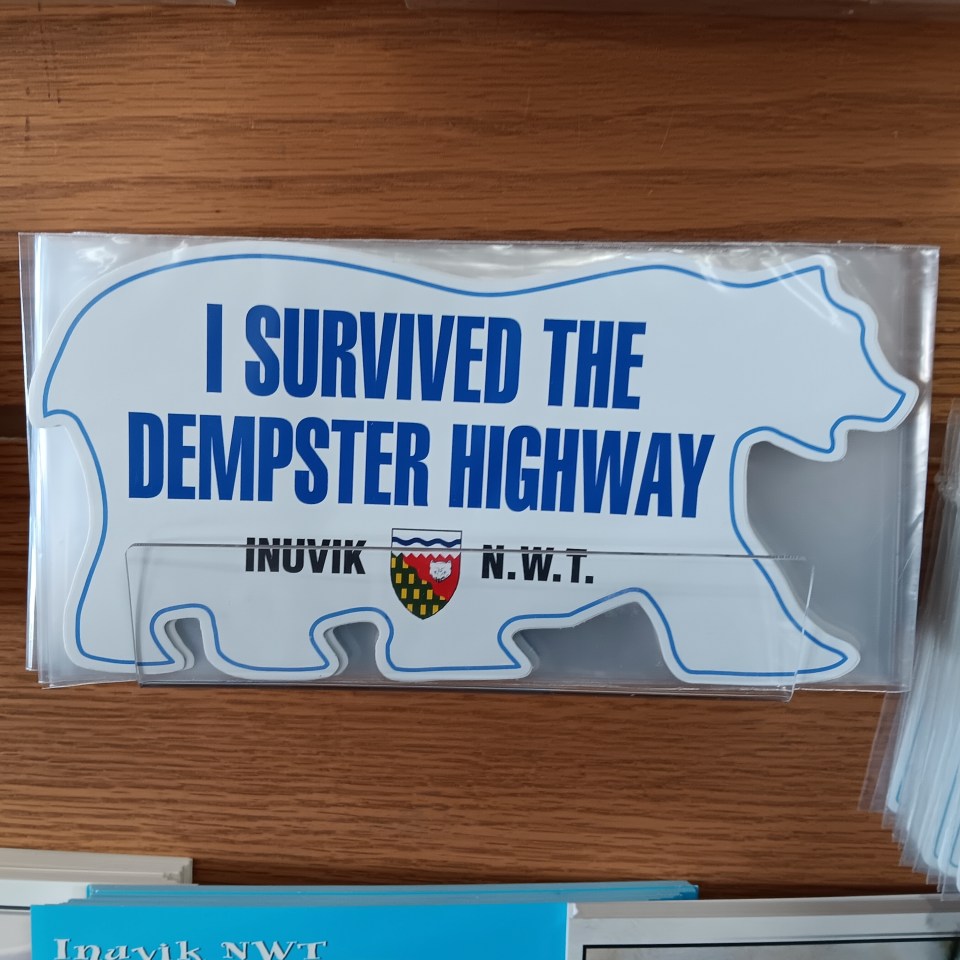 I SURVIVED THE
DEMPSTER HIGHWAY
INUVIK N.W.T.
Inuvik NWT